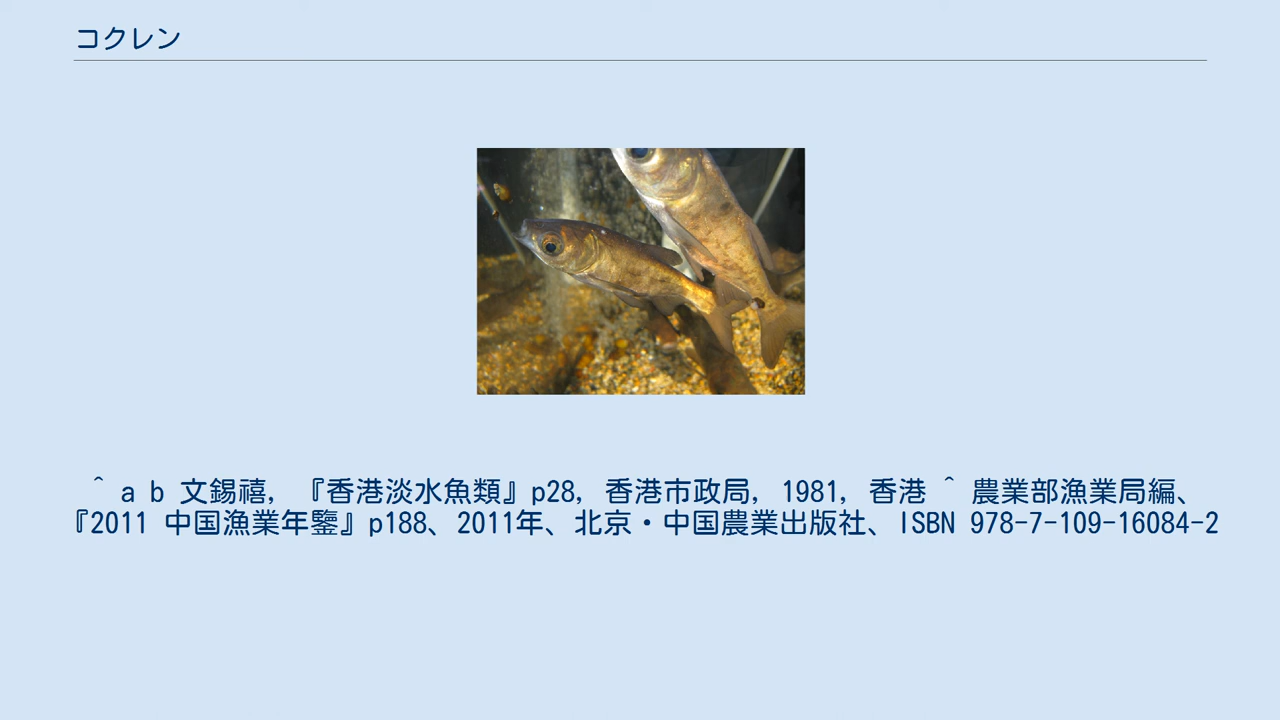 コクレン
^ a b 文錫禧, 『香港淡水魚類』p28, 香港市政局, 1981, 香港 ^ 農業部漁業局編、
『2011 中国漁業年鑒』p188、2011年、北京・中国農業出版社、ISBN 978-7-109-16084-2